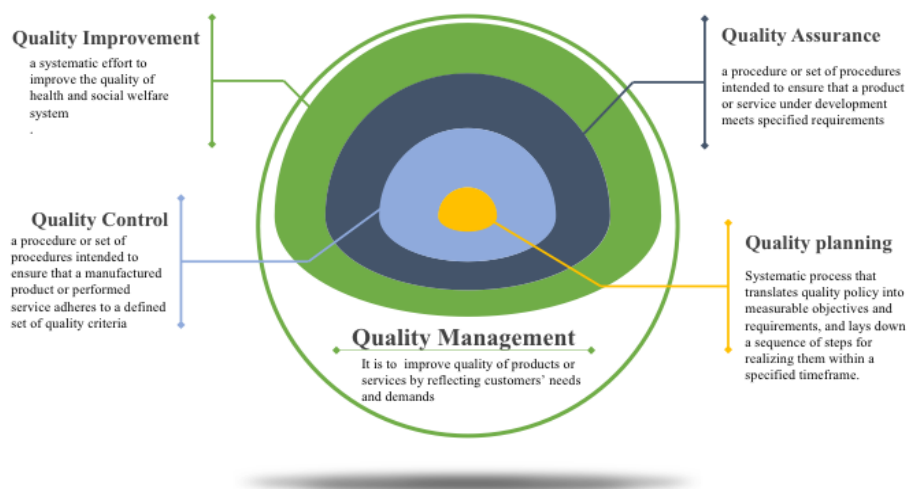 Quality Improvement
a systematic effort to
improve the quality of
health and social welfare
system
.
Quality Assurance
a procedure or set of procedures
intended to ensure that a product
or service under development
meets specified requirements
Quality Control
a procedure or set of
procedures intended to
ensure that a manufactured
product or performed
service adheres to a defined
set of quality criteria
Quality planning
Systematic process that
translates quality policy into
measurable objectives and
requirements, and lays down
a sequence of steps for
realizing them within a
specified timeframe.
Quality Management
It is to improve quality of products or
services by reflecting customers' needs
and demands